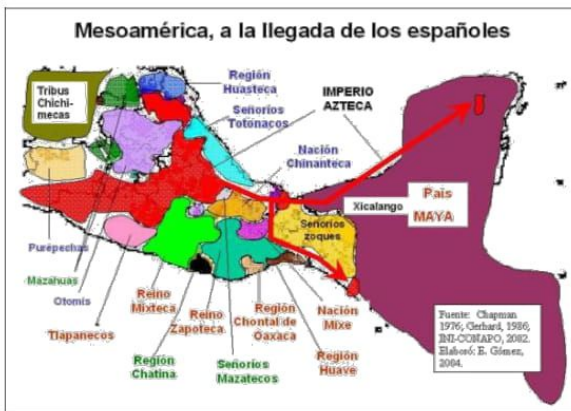 Mesoamérica, a la llegada de los españoles
Tribus
Chichi-
mecas
Región
Huasteca
Señoríos
Totónacos
IMPERIO
AZTECA
Nación
Chinanteca
Xicalango
Pais
MAYA
Señoríos
zoques
Purépechas
Mazahuas
Otomís
Tlapanecos
Reino
Mixteca
Reino
Zapoteca
Región
Chatina
Señoríos
Mazatecos
Región
Chontal de
Oaxaca
Nación
Mixe
Región
Huave
Fuente: Chapman
1976; Gerhard, 1986;
INI-CONAPO, 2002.
Elaboró: E. Gómez,
2004.